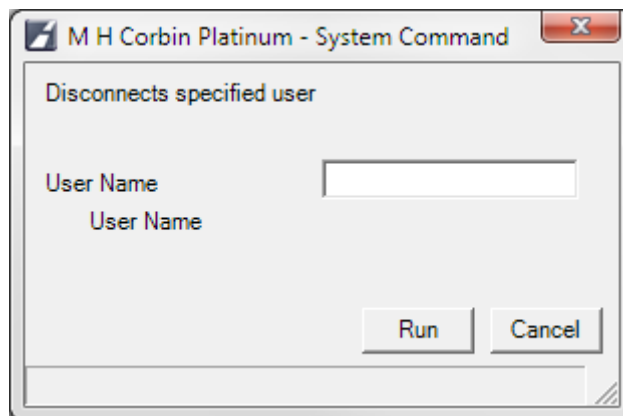 M H Corbin Platinum - System Command
Disconnects specified user
User Name
User Name
Run Cancel